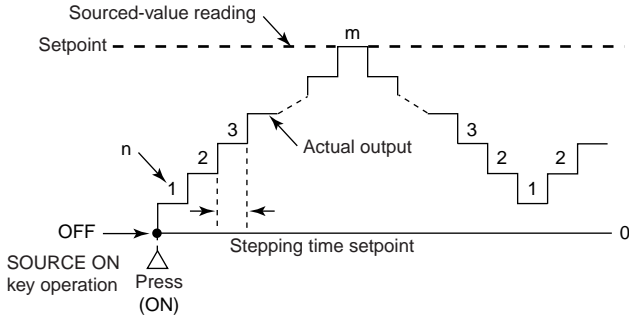 Sourced-value reading
Setpoint
m
3
Actual output
3
n
2
2
2
1
1
OFF
0
Stepping time setpoint
SOURCE ON
key operation
Press
(ON)